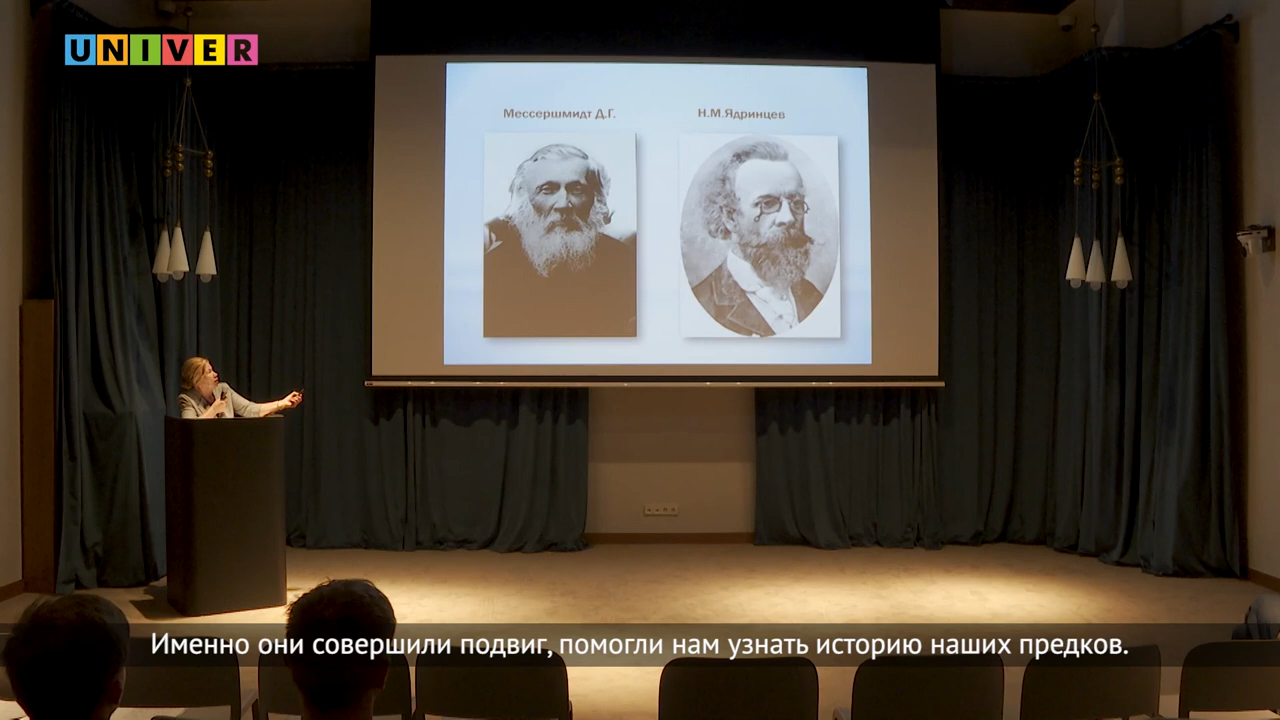 UNIVER
Мессершмидт Д.Г.
Н.М.Ядринцев
Именно они совершили подвиг, помогли нам узнать историю наших предков.